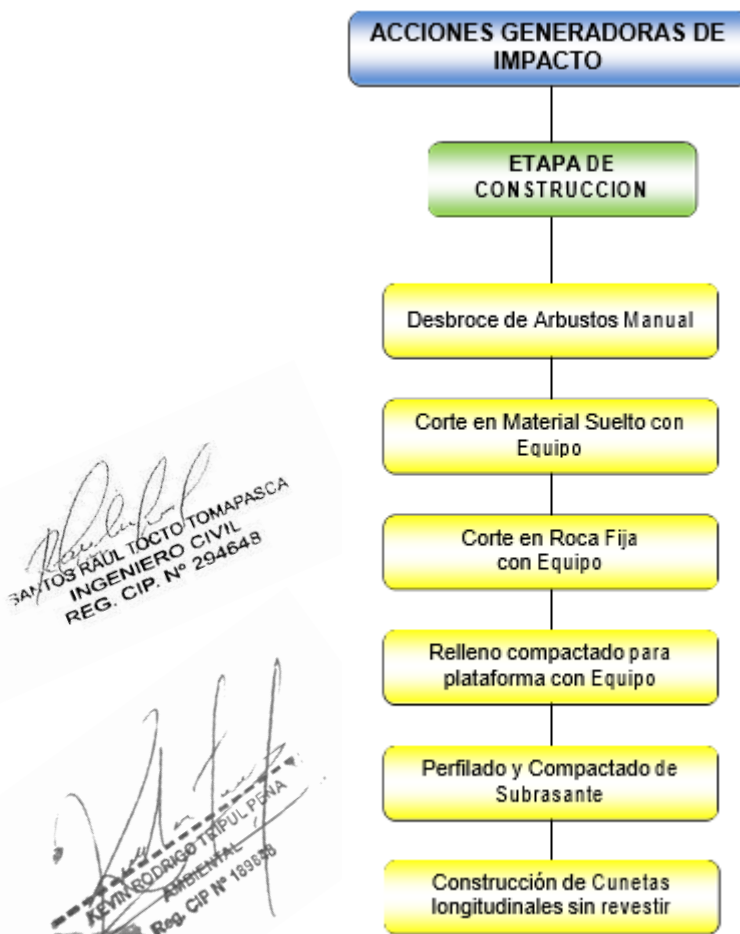 ACCIONES GENERADORAS DE
IMPACTO
ETAPA DE
CONSTRUCCION
Desbroce de Arbustos Manual
Corte en Material Suelto con
Equipo
Corte en Roca Fija
con Equipo
Relleno compactado para
plataforma con Equipo
Perfilado y Compactado de
Subrasante
Construcción de Cunetas
longitudinales sin revestir
SANTOS RAUL TOCTO TOMAPASCA
INGENIERO CIVIL
REG. CIP. Nº 294648
KEVIN RODRIGO PEÑA
AMBIENTAL
Reg. CIP Nº